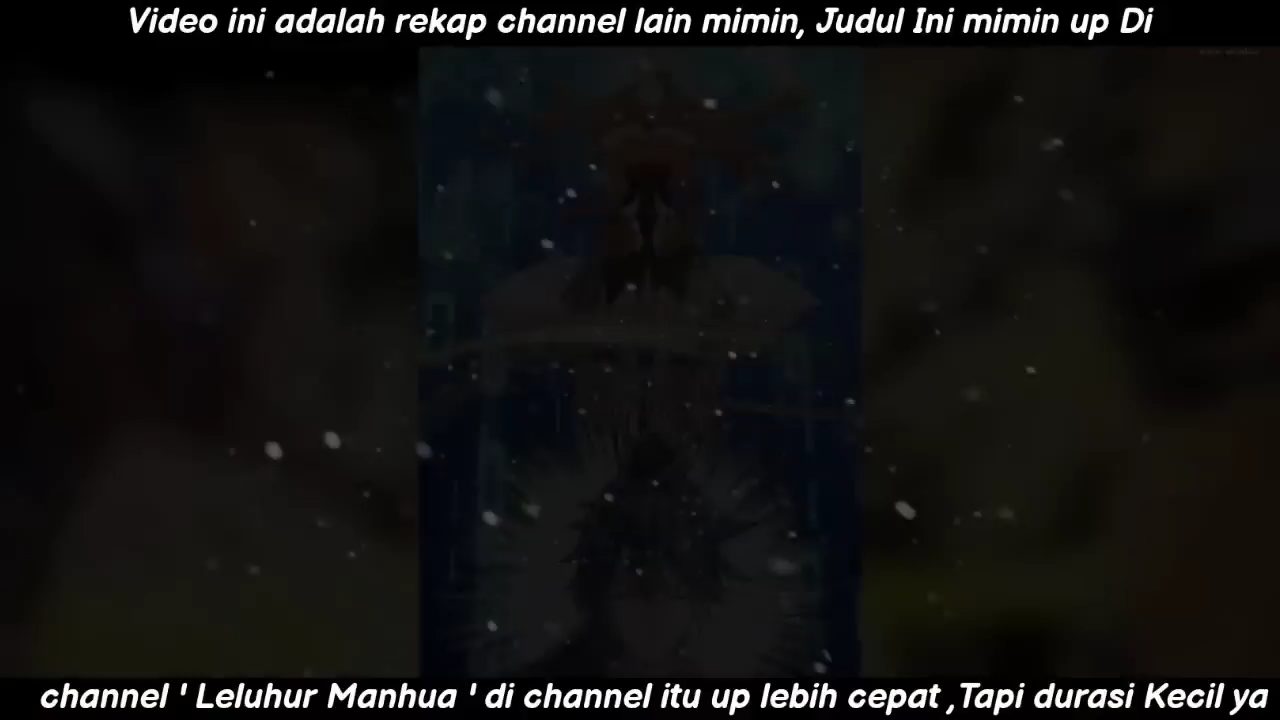 Video ini adalah rekap channel lain mimin, Judul Ini mimin up Di
channel ' Leluhur Manhua ' di channel itu up lebih cepat ,Tapi durasi Kecil ya